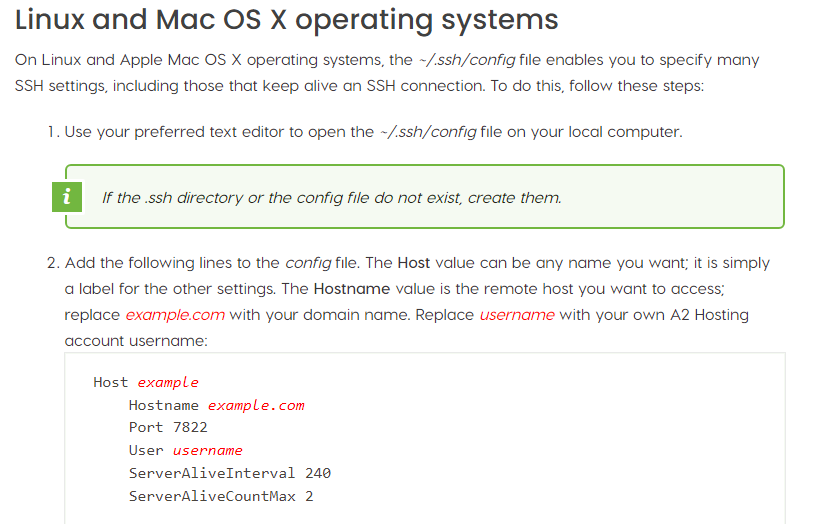 Linux and Mac OS X operating systems
On Linux and Apple Mac OS X operating systems, the ~/.ssh/config file enables you to specify many
SSH settings, including those that keep alive an SSH connection. To do this, follow these steps:
1. Use your preferred text editor to open the ~/.ssh/config file on your local computer.
i If the .ssh directory or the config file do not exist, create them.
2. Add the following lines to the config file. The Host value can be any name you want; it is simply
a label for the other settings. The Hostname value is the remote host you want to access;
replace example.com with your domain name. Replace username with your own A2 Hosting
account username:
Host example
    Hostname example.com
    Port 7822
    User username
    ServerAliveInterval 240
    ServerAliveCountMax 2